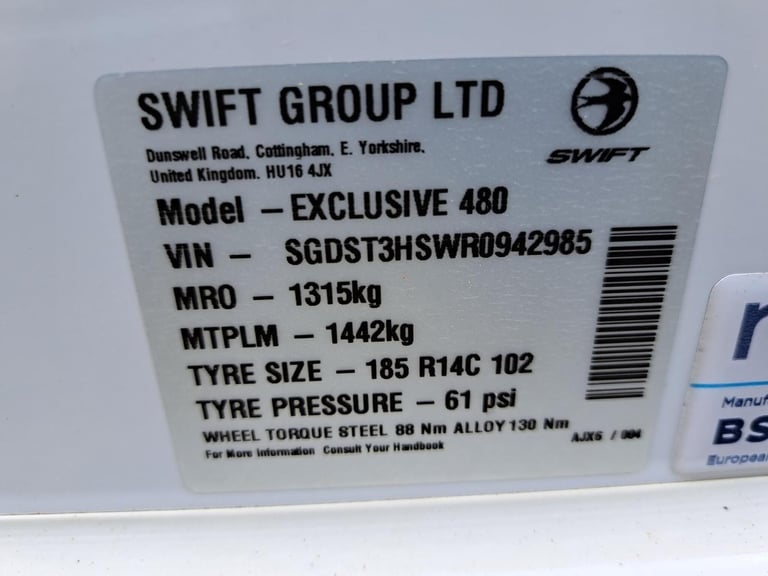 SWIFT GROUP LTD
SWIFT
Dunswell Road, Cottingham, E. Yorkshire.
United Kingdom. HU16 4JX
Model – EXCLUSIVE 480
VIN – SGDST3HSWR0942985
MRO – 1315kg
MTPLM – 1442kg
TYRE SIZE – 185 R14C 102
TYRE PRESSURE – 61 psi
WHEEL TORQUE STEEL 88 Nm ALLOY 130 Nm
AJX6 / 004
For More Information Consult Your Handbook
Manuf
BS
European